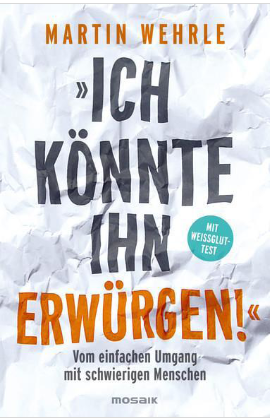 MARTIN WEHRLE
»ICH
KÖNNTE
IHN
MIT
WEISSGLUT-
TEST
ERWÜRGEN!«
Vom einfachen Umgang
mit schwierigen Menschen
mosaik